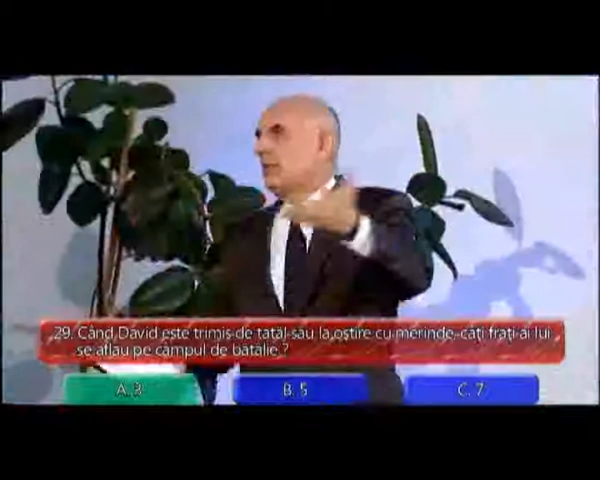 29. Când David este trimis de tatăl său la oștire cu merinde, câți frați ai lui
se aflau pe câmpul de bătălie ?
A. 3
B. 5
C. 7